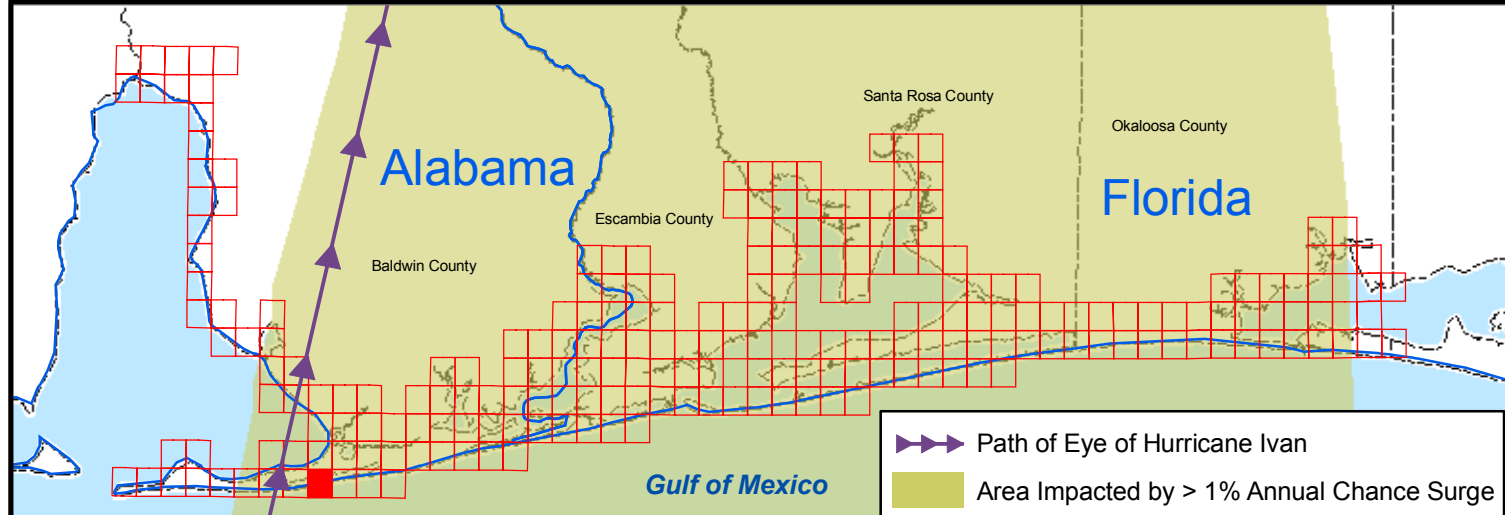 Santa Rosa County
Okaloosa County
Alabama
Florida
Escambia County
Baldwin County
Gulf of Mexico
Path of Eye of Hurricane Ivan
Area Impacted by > 1% Annual Chance Surge